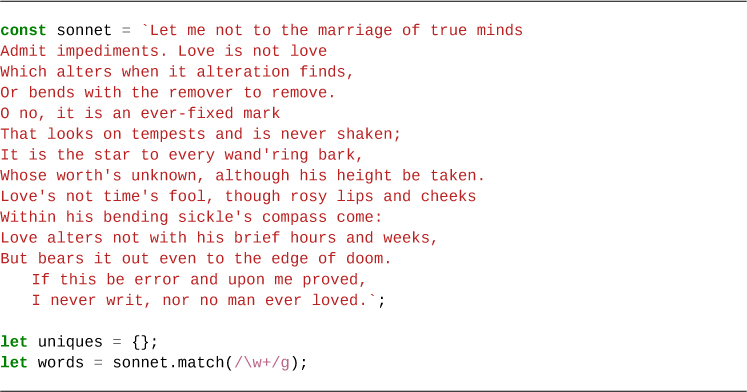 const sonnet = `Let me not to the marriage of true minds
Admit impediments. Love is not love
Which alters when it alteration finds,
Or bends with the remover to remove.
O no, it is an ever-fixed mark
That looks on tempests and is never shaken;
It is the star to every wand'ring bark,
Whose worth's unknown, although his height be taken.
Love's not time's fool, though rosy lips and cheeks
Within his bending sickle's compass come:
Love alters not with his brief hours and weeks,
But bears it out even to the edge of doom.
    If this be error and upon me proved,
    I never writ, nor no man ever loved.`;

let uniques = {};
let words = sonnet.match(/\w+/g);